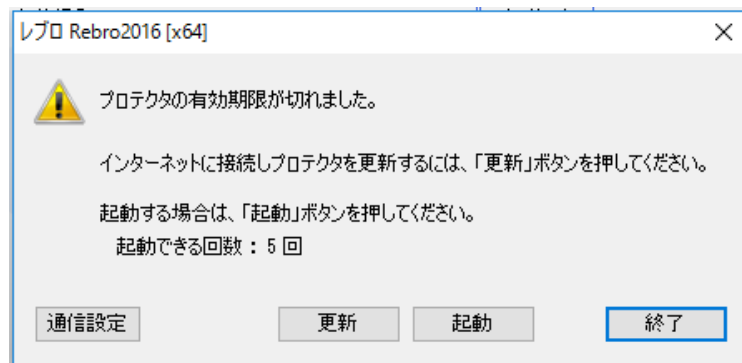 レブロ Rebro2016 [x64]
プロテクタの有効期限が切れました。
インターネットに接続しプロテクタを更新するには、「更新」ボタンを押してください。
起動する場合は、「起動」ボタンを押してください。
起動できる回数 : 5 回
通信設定 更新 起動 終了